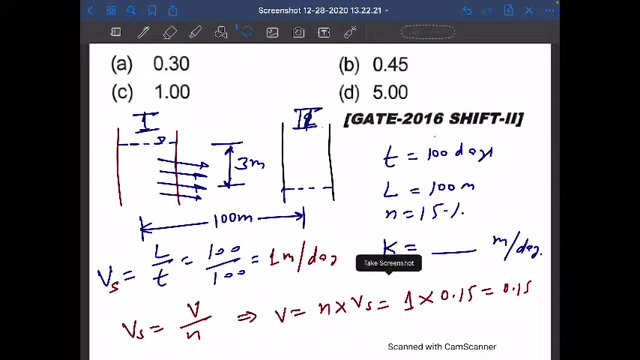 Screenshot 12-28-2020 13.22.21
(a) 0.30 (b) 0.45
(c) 1.00 (d) 5.00
[GATE-2016 SHIFT-II]
I II
3m
100m
t = 100 days
L = 100m
n = 15%
K = ___ m/day.
Take Screenshot
Vs = L/t = 100/100 = 1m/day
Vs = V/n ⇒ V = n × Vs = 1 × 0.15 = 0.15
Scanned with CamScanner